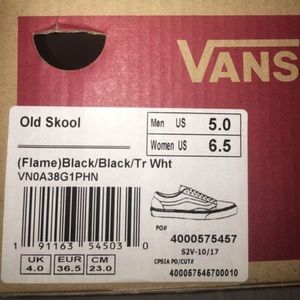 VANS
Old Skool
Men US 5.0
Women US 6.5
(Flame)Black/Black/Tr Wht
VN0A38G1PHN
1 91163 54503 0
PO#
4000575457
S2V-10/17
CPSIA PO/CUT#
400057545700010
UK 4.0 EUR 36.5 CM 23.0